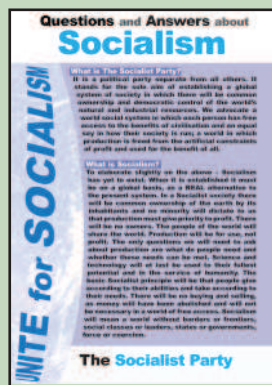 Questions and Answers about
Socialism
UNITE for SOCIALISM
What is The Socialist Party?
It is a political party separate from all others. It
stands for the sole aim of establishing a global
system of society in which there will be common
ownership and democratic control of the world's
natural and industrial resources. We advocate a
world social system in which each person has free
access to the benefits of civilisation and an equal
say in how their society is run; a world in which
production is freed from the artificial constraints
of profit and used for the benefit of all.
What is Socialism?
To elaborate slightly on the above - Socialism
has yet to exist. When it is established it must
be on a global basis, as a REAL alternative to
the present system. In a Socialist society there
will be common ownership of the earth by its
inhabitants and no minority will dictate to us
that production must give priority to profit. There
will be no owners. The people of the world will
share the world. Production will be for use, not
profit. The only questions we will need to ask
about production are what do people need and
whether these needs can be met. Science and
technology will at last be used to their fullest
potential and in the service of humanity. The
basic Socialist principle will be that people give
according to their abilities and take according to
their needs. There will be no buying and selling,
as money will have been abolished and will not
be necessary in a world of free access. Socialism
will mean a world without borders or frontiers,
social classes or leaders, states or governments,
force or coercion.
The Socialist Party